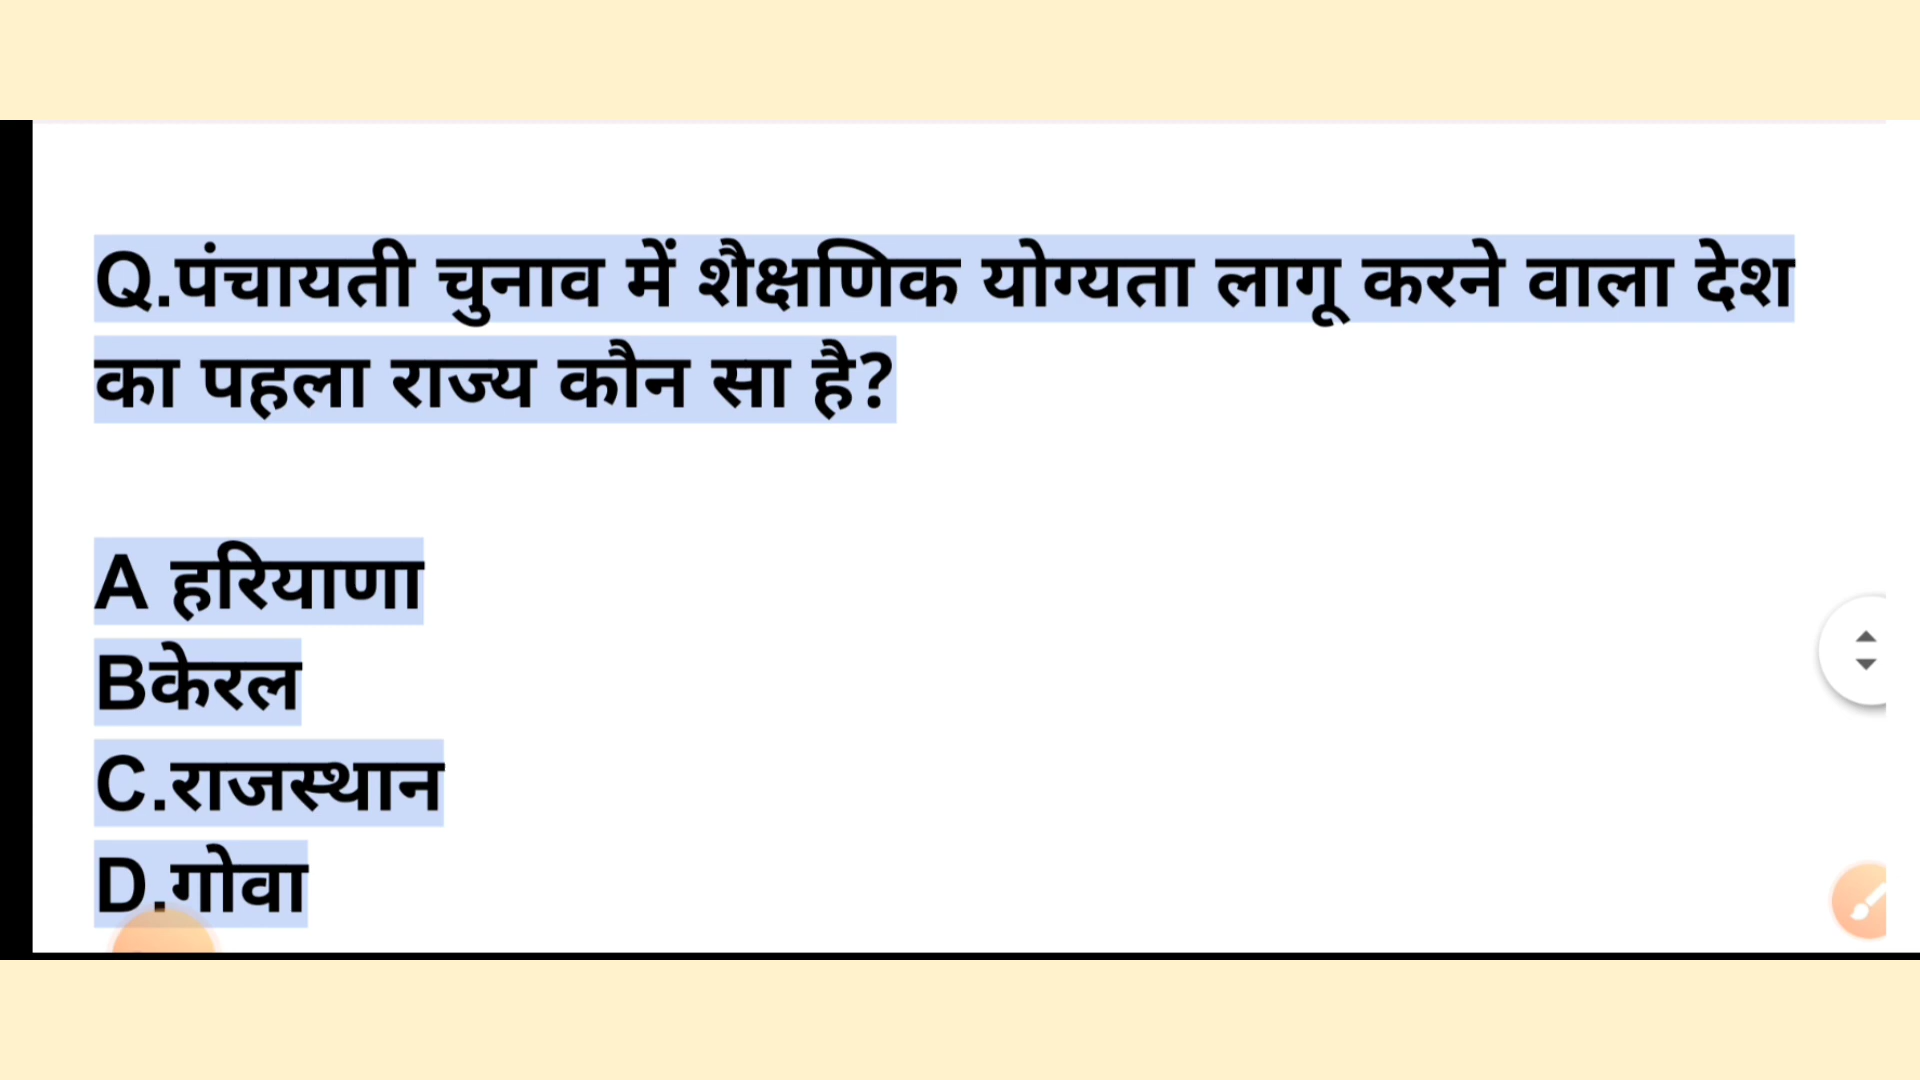 Q.पंचायती चुनाव में शैक्षणिक योग्यता लागू करने वाला देश
का पहला राज्य कौन सा है?
A हरियाणा
Bकेरल
C.राजस्थान
D.गोवा